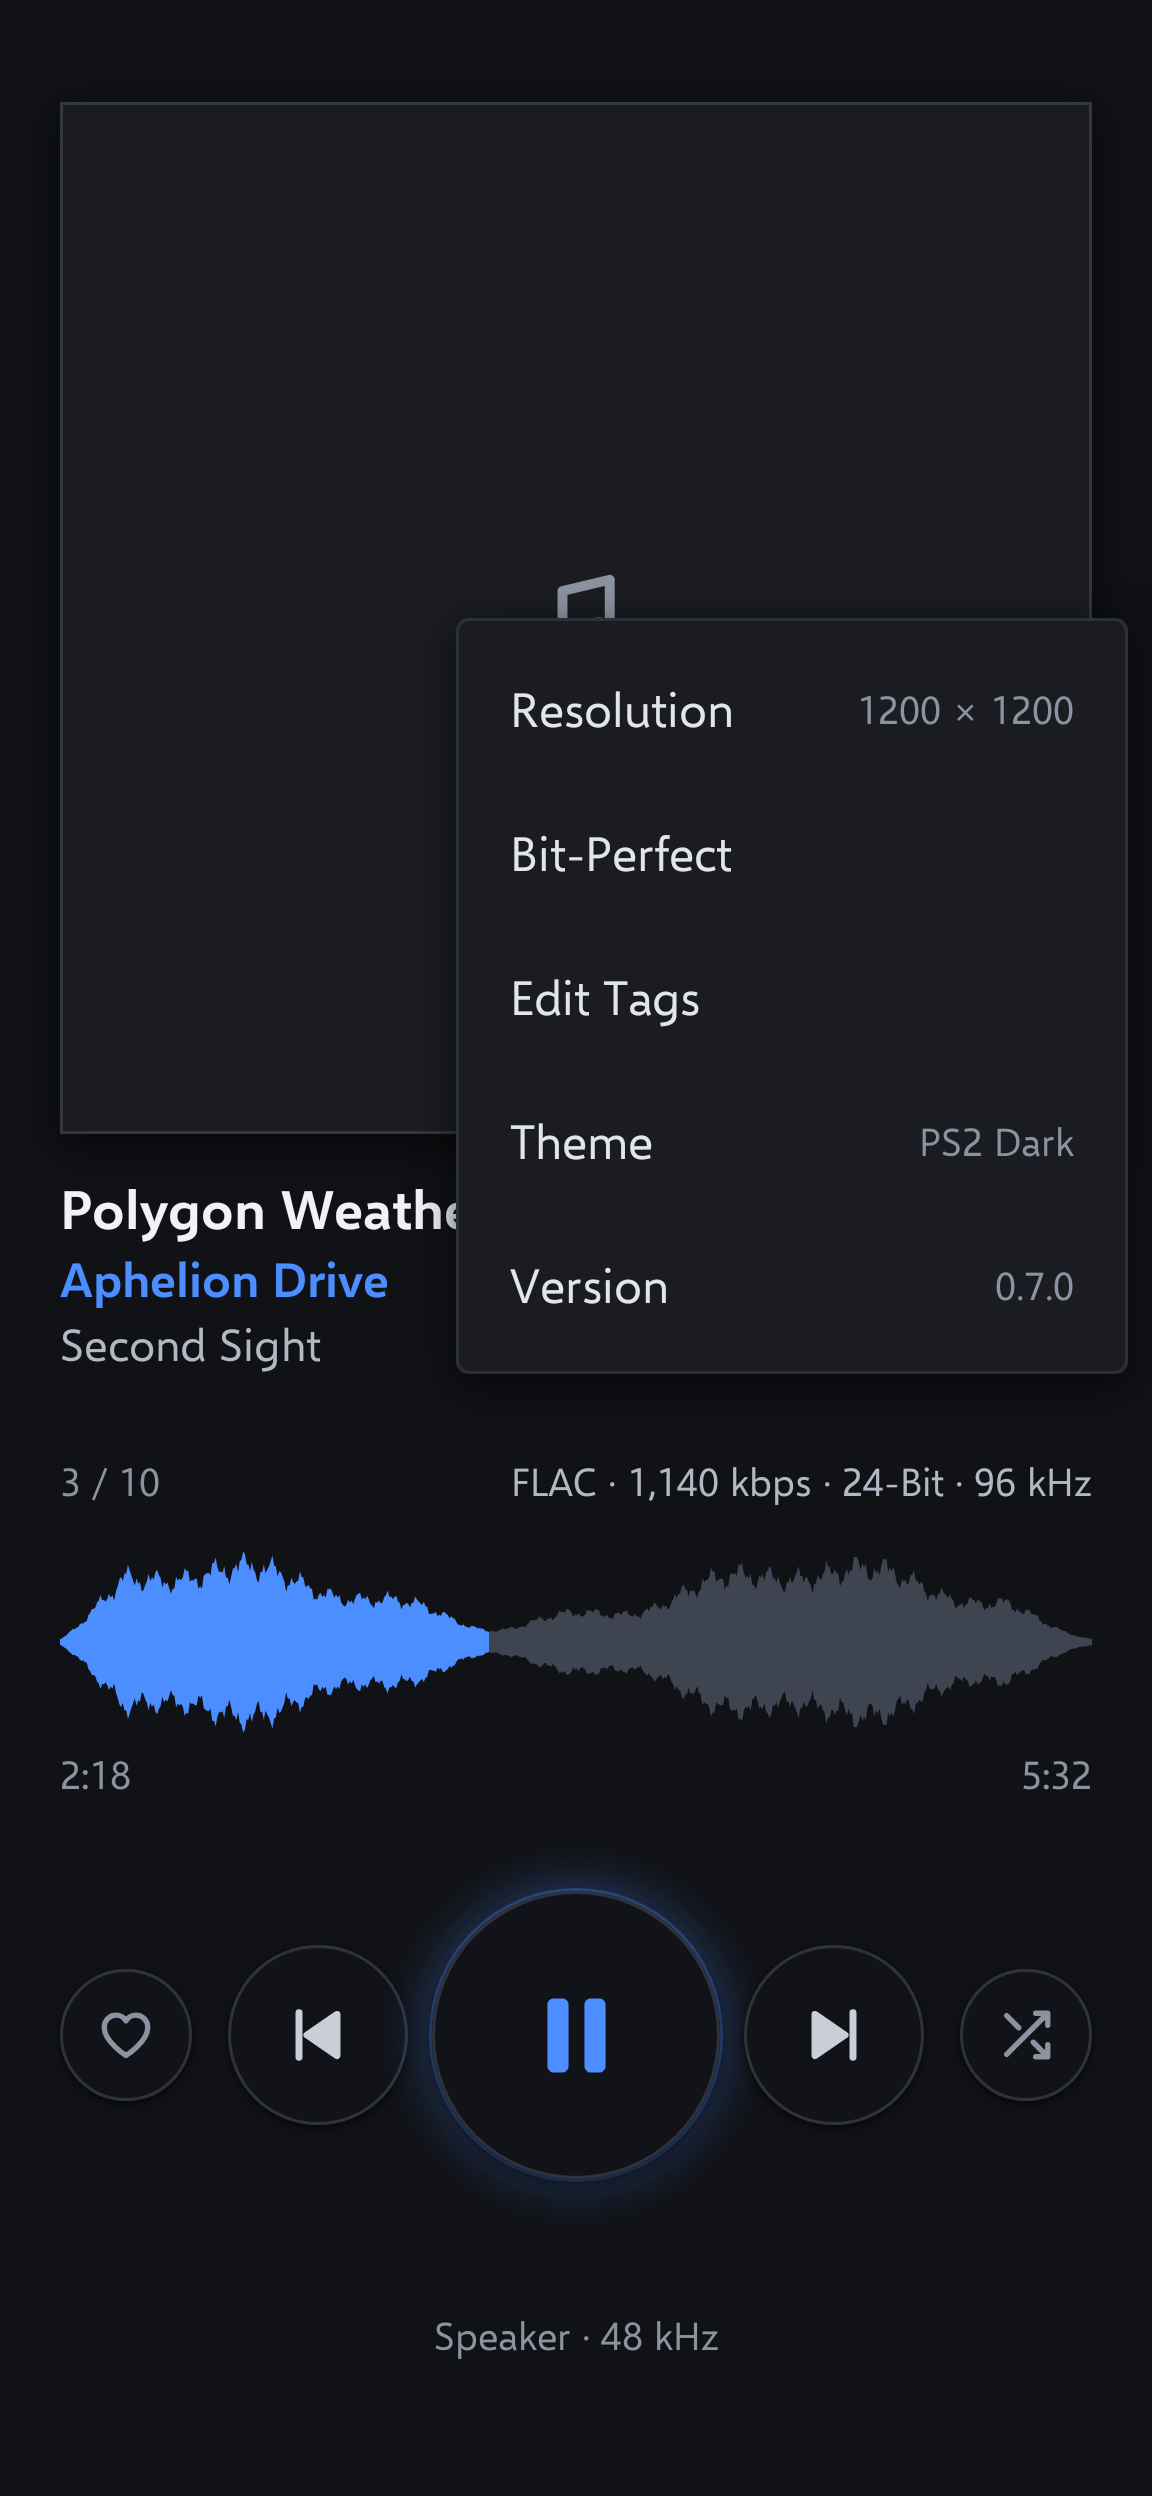 Resolution 1200 × 1200
Bit-Perfect
Edit Tags
Theme PS2 Dark
Version 0.7.0
Polygon
Aphelion Drive
Second Sight
3 / 10 FLAC · 1,140 kbps · 24-Bit · 96 kHz
2:18 5:32
Speaker · 48 kHz